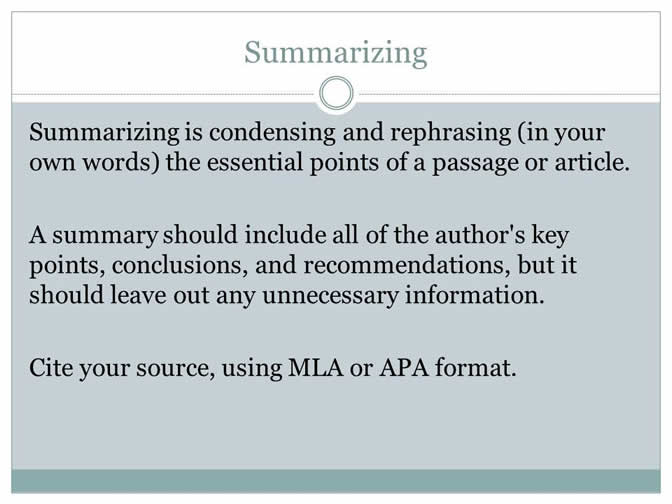 Summarizing
Summarizing is condensing and rephrasing (in your
own words) the essential points of a passage or article.
A summary should include all of the author's key
points, conclusions, and recommendations, but it
should leave out any unnecessary information.
Cite your source, using MLA or APA format.